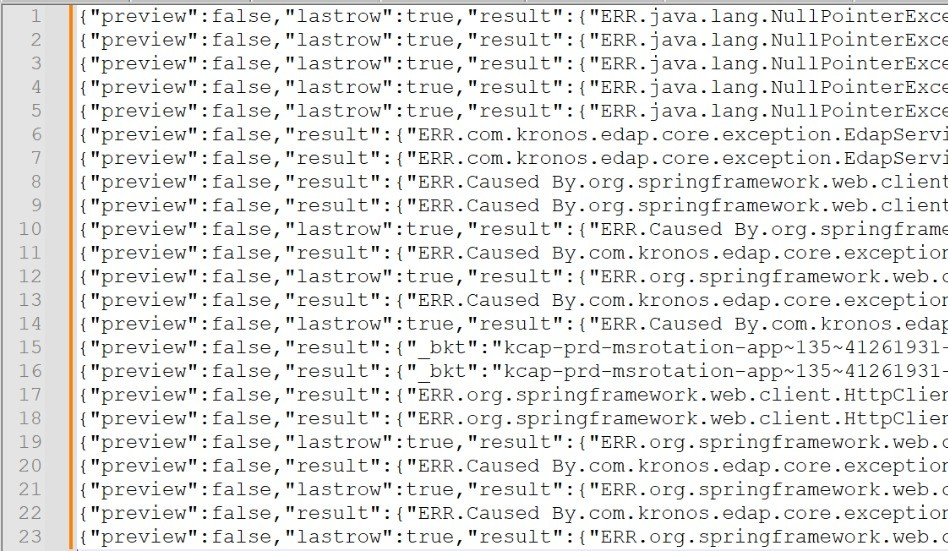 1 {"preview":false,"lastrow":true,"result":{"ERR.java.lang.NullPointerExce
2 {"preview":false,"lastrow":true,"result":{"ERR.java.lang.NullPointerExce
3 {"preview":false,"lastrow":true,"result":{"ERR.java.lang.NullPointerExce
4 {"preview":false,"lastrow":true,"result":{"ERR.java.lang.NullPointerExce
5 {"preview":false,"lastrow":true,"result":{"ERR.java.lang.NullPointerExce
6 {"preview":false,"result":{"ERR.com.kronos.edap.core.exception.EdapServi
7 {"preview":false,"result":{"ERR.com.kronos.edap.core.exception.EdapServi
8 {"preview":false,"result":{"ERR.Caused By.org.springframework.web.client
9 {"preview":false,"result":{"ERR.Caused By.org.springframework.web.client
10 {"preview":false,"lastrow":true,"result":{"ERR.Caused By.org.springframe
11 {"preview":false,"result":{"ERR.Caused By.com.kronos.edap.core.exception
12 {"preview":false,"lastrow":true,"result":{"ERR.org.springframework.web.c
13 {"preview":false,"result":{"ERR.Caused By.com.kronos.edap.core.exception
14 {"preview":false,"lastrow":true,"result":{"ERR.Caused By.com.kronos.edap
15 {"preview":false,"result":{"_bkt":"kcap-prd-msrotation-app~135~41261931-
16 {"preview":false,"result":{"_bkt":"kcap-prd-msrotation-app~135~41261931-
17 {"preview":false,"result":{"ERR.org.springframework.web.client.HttpClien
18 {"preview":false,"result":{"ERR.org.springframework.web.client.HttpClien
19 {"preview":false,"lastrow":true,"result":{"ERR.org.springframework.web.c
20 {"preview":false,"result":{"ERR.Caused By.com.kronos.edap.core.exception
21 {"preview":false,"lastrow":true,"result":{"ERR.org.springframework.web.c
22 {"preview":false,"result":{"ERR.Caused By.com.kronos.edap.core.exception
23 {"preview":false,"lastrow":true,"result":{"ERR.org.springframework.web.c